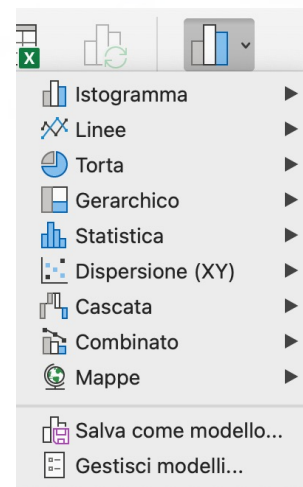 X
Istogramma
Linee
Torta
Gerarchico
Statistica
Dispersione (XY)
Cascata
Combinato
Mappe
Salva come modello...
Gestisci modelli...